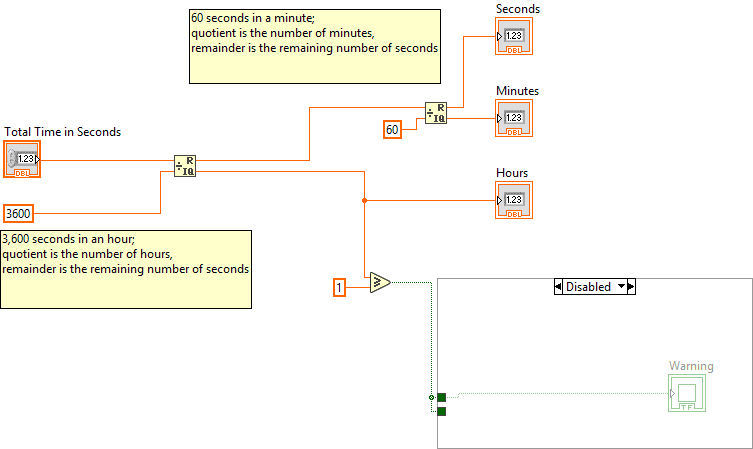 Seconds
60 seconds in a minute;
quotient is the number of minutes,
remainder is the remaining number of seconds
1.23
DBL
Minutes
R
IQ
60
1.23
DBL
Total Time in Seconds
1.23
DBL
R
IQ
Hours
1.23
DBL
3600
3,600 seconds in an hour;
quotient is the number of hours,
remainder is the remaining number of seconds
1
Disabled
Warning
TF